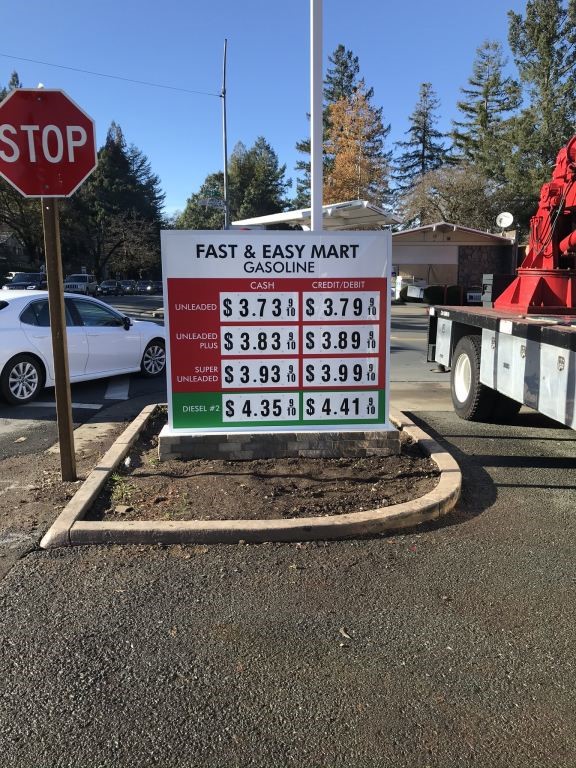 STOP
FAST & EASY MART
GASOLINE
CASH CREDIT/DEBIT
UNLEADED $3.73 9/10 $3.79 9/10
UNLEADED PLUS $3.83 9/10 $3.89 9/10
SUPER UNLEADED $3.93 9/10 $3.99 9/10
DIESEL #2 $4.35 9/10 $4.41 9/10